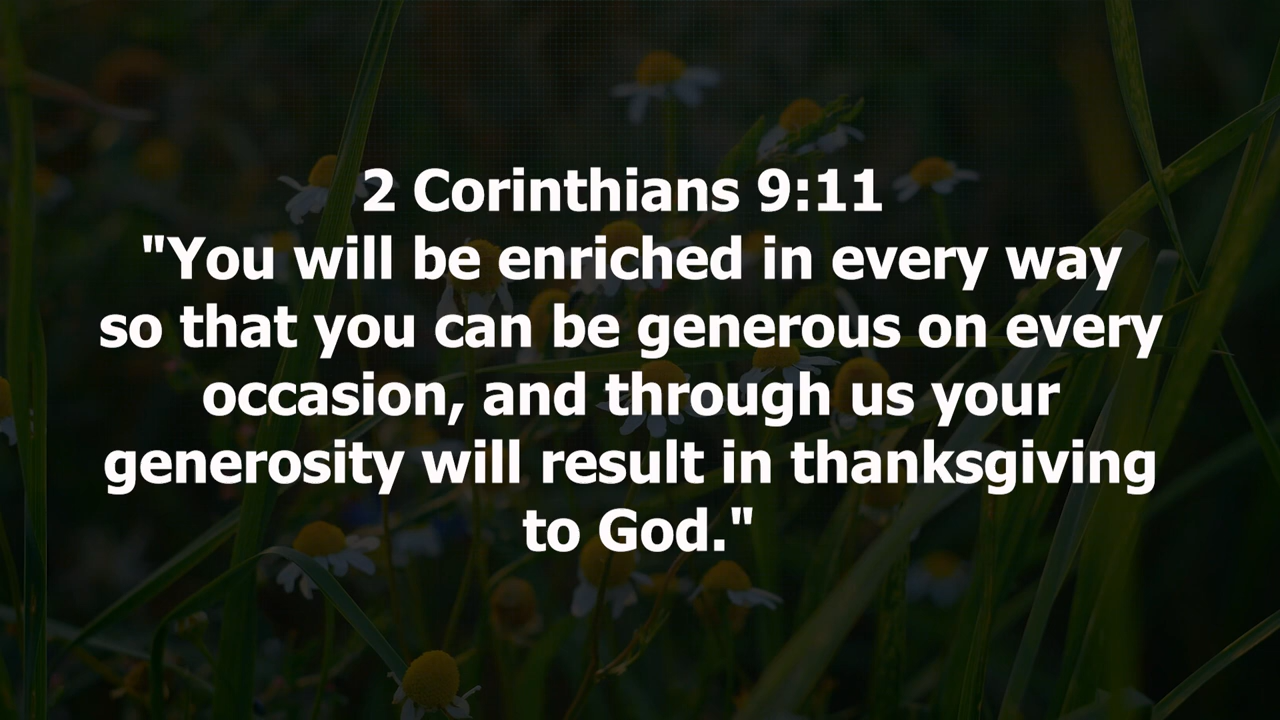 2 Corinthians 9:11
"You will be enriched in every way
so that you can be generous on every
occasion, and through us your
generosity will result in thanksgiving
to God."